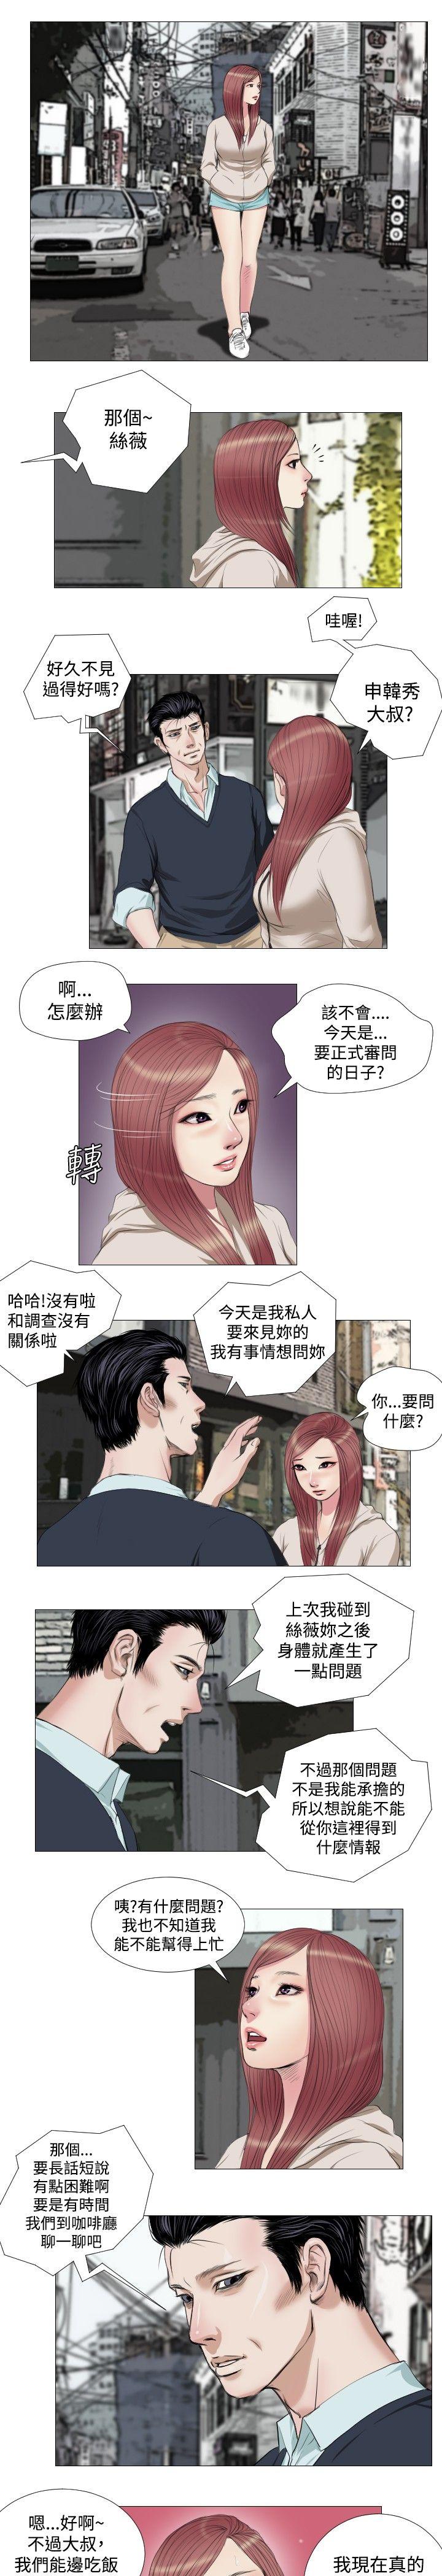 那個~
絲薇
哇喔!
好久不見
過得好嗎?
申韓秀
大叔?
啊...
怎麼辦
該不會....
今天是...
要正式審問
的日子?
轉
哈哈!沒有啦
和調查沒有
關係啦
今天是我私人
要來見妳的
我有事情想問妳
你...要問
什麼?
上次我碰到
絲薇妳之後
身體就產生了
一點問題
不過那個問題
不是我能承擔的
所以想說能不能
從你這裡得到
什麼情報
咦?有什麼問題?
我也不知道我
能不能幫得上忙
那個...
要長話短說
有點困難啊
要是有時間
我們到咖啡廳
聊一聊吧
嗯...好啊~
不過大叔,
我們能邊吃飯
我現在真的